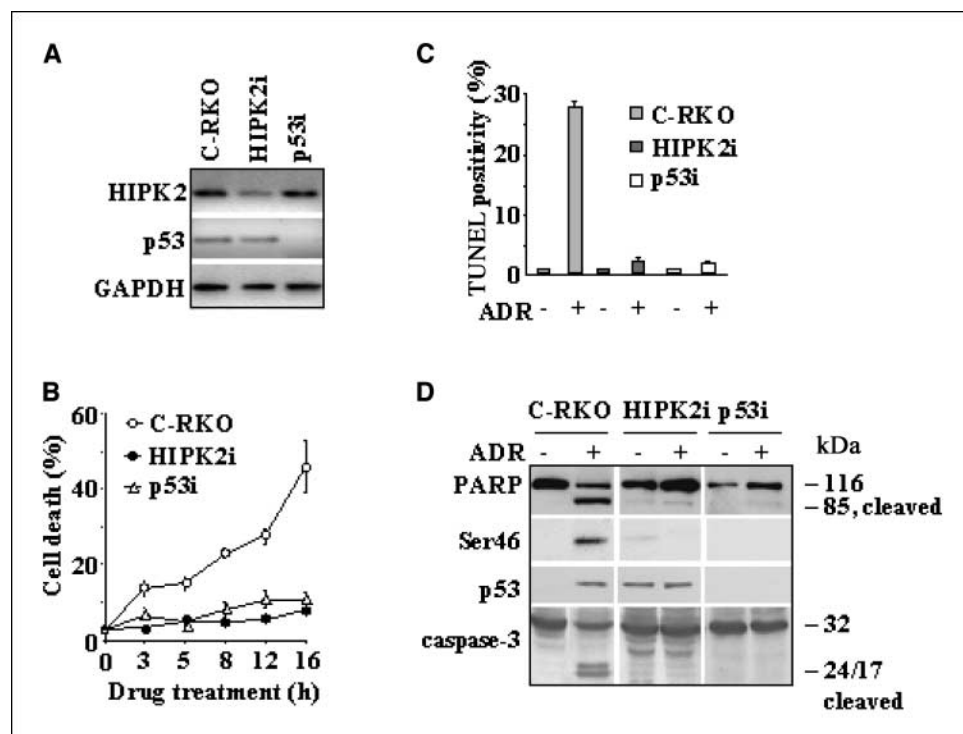 A
C-RKO
HIPK2i
p53i
HIPK2
p53
GAPDH
B
Cell death (%)
60
40
20
0
C-RKO
HIPK2i
p53i
0 3 5 8 12 16
Drug treatment (h)
C
TUNEL positivity (%)
30
20
10
0
C-RKO
HIPK2i
p53i
ADR - + - + - +
D
C-RKO HIPK2i p53i
ADR - + - + - + kDa
PARP – 116
– 85, cleaved
Ser46
p53
caspase-3 – 32
– 24/17
cleaved